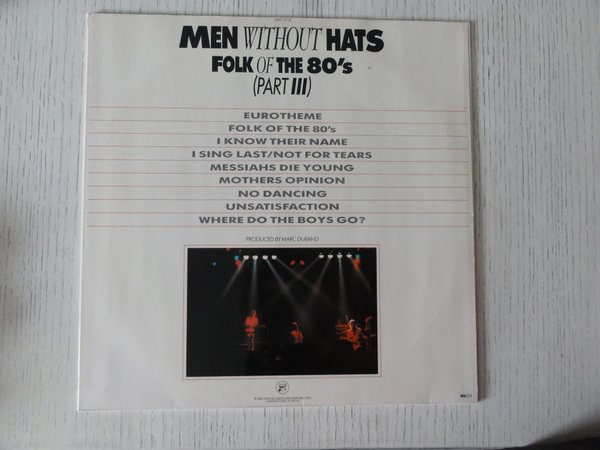 MEN WITHOUT HATS
FOLK OF THE 80's
(PART III)
EUROTHEME
FOLK OF THE 80's
I KNOW THEIR NAME
I SING LAST/NOT FOR TEARS
MESSIAHS DIE YOUNG
MOTHERS OPINION
NO DANCING
UNSATISFACTION
WHERE DO THE BOYS GO?
PRODUCED BY MARC DURAND